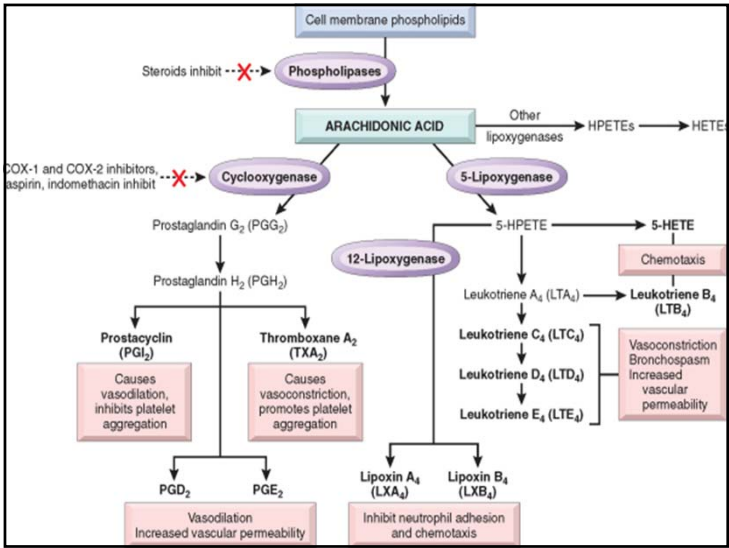 Cell membrane phospholipids
Steroids inhibit
Phospholipases
ARACHIDONIC ACID
Other
lipoxygenases
HPETEs
HETEs
COX-1 and COX-2 inhibitors,
aspirin, indomethacin inhibit
Cyclooxygenase
5-Lipoxygenase
Prostaglandin G₂ (PGG₂)
5-HPETE
5-HETE
12-Lipoxygenase
Chemotaxis
Prostaglandin H₂ (PGH₂)
Leukotriene A₄ (LTA₄)
Leukotriene B₄
(LTB₄)
Prostacyclin
(PGI₂)
Thromboxane A₂
(TXA₂)
Leukotriene C₄ (LTC₄)
Leukotriene D₄ (LTD₄)
Leukotriene E₄ (LTE₄)
Vasoconstriction
Bronchospasm
Increased
vascular
permeability
Causes
vasodilation,
inhibits platelet
aggregation
Causes
vasoconstriction,
promotes platelet
aggregation
PGD₂
PGE₂
Lipoxin A₄
(LXA₄)
Lipoxin B₄
(LXB₄)
Vasodilation
Increased vascular permeability
Inhibit neutrophil adhesion
and chemotaxis